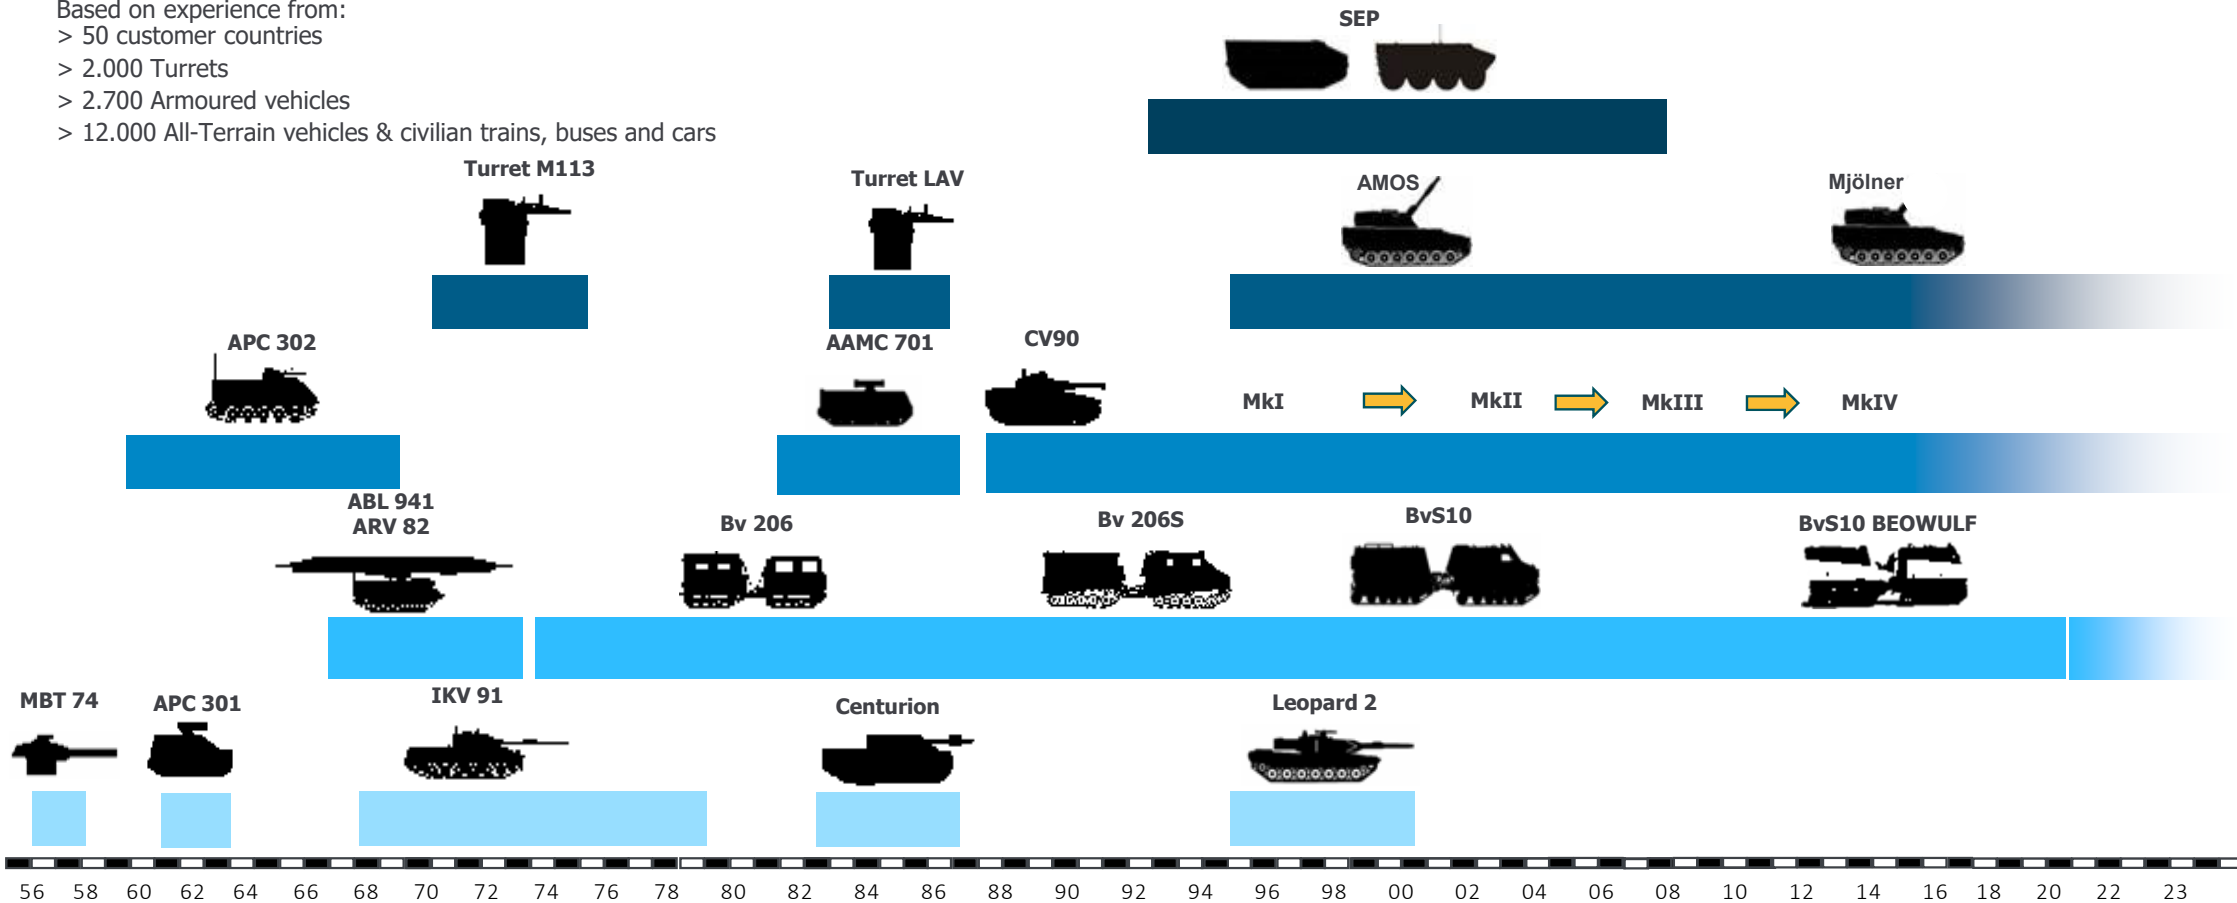 Based on experience from:
> 50 customer countries
> 2.000 Turrets
> 2.700 Armoured vehicles
> 12.000 All-Terrain vehicles & civilian trains, buses and cars
SEP
Turret M113
Turret LAV
AMOS
Mjölner
APC 302
AAMC 701
CV90
MkI
MkII
MkIII
MkIV
ABL 941
ARV 82
Bv 206
Bv 206S
BvS10
BvS10 BEOWULF
MBT 74
APC 301
IKV 91
Centurion
Leopard 2
56 58 60 62 64 66 68 70 72 74 76 78 80 82 84 86 88 90 92 94 96 98 00 02 04 06 08 10 12 14 16 18 20 22 23